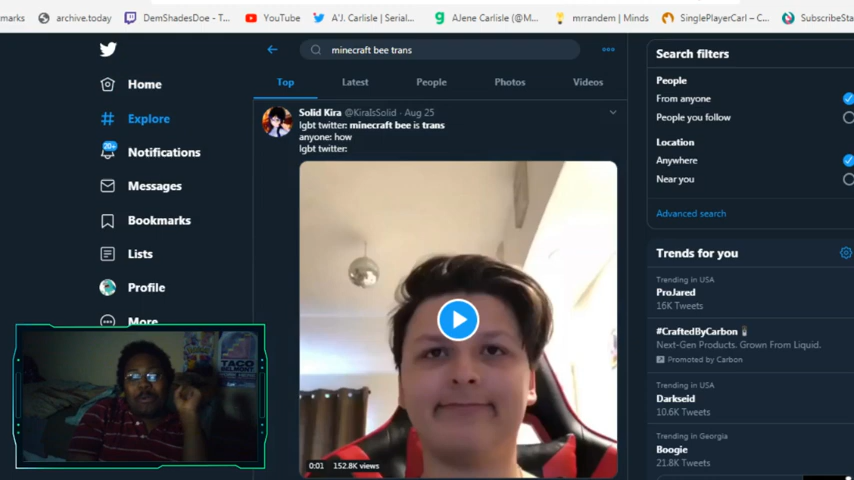 marks
archive.today
DemShadesDoe - T...
YouTube
A'J. Carlisle | Serial...
AJene Carlisle (@M...
mrrandem | Minds
SinglePlayerCarl – C...
SubscribeSta
minecraft bee trans
Top
Latest
People
Photos
Videos
Home
Explore
20+
Notifications
Messages
Bookmarks
Lists
Profile
More
Solid Kira @KiraIsSolid · Aug 25
lgbt twitter: minecraft bee is trans
anyone: how
lgbt twitter:
0:01 152.8K views
Search filters
People
From anyone
People you follow
Location
Anywhere
Near you
Advanced search
Trends for you
Trending in USA
ProJared
16K Tweets
#CraftedByCarbon
Next-Gen Products. Grown From Liquid.
Promoted by Carbon
Trending in USA
Darkseid
10.6K Tweets
Trending in Georgia
Boogie
21.8K Tweets
TACO
BELMONT